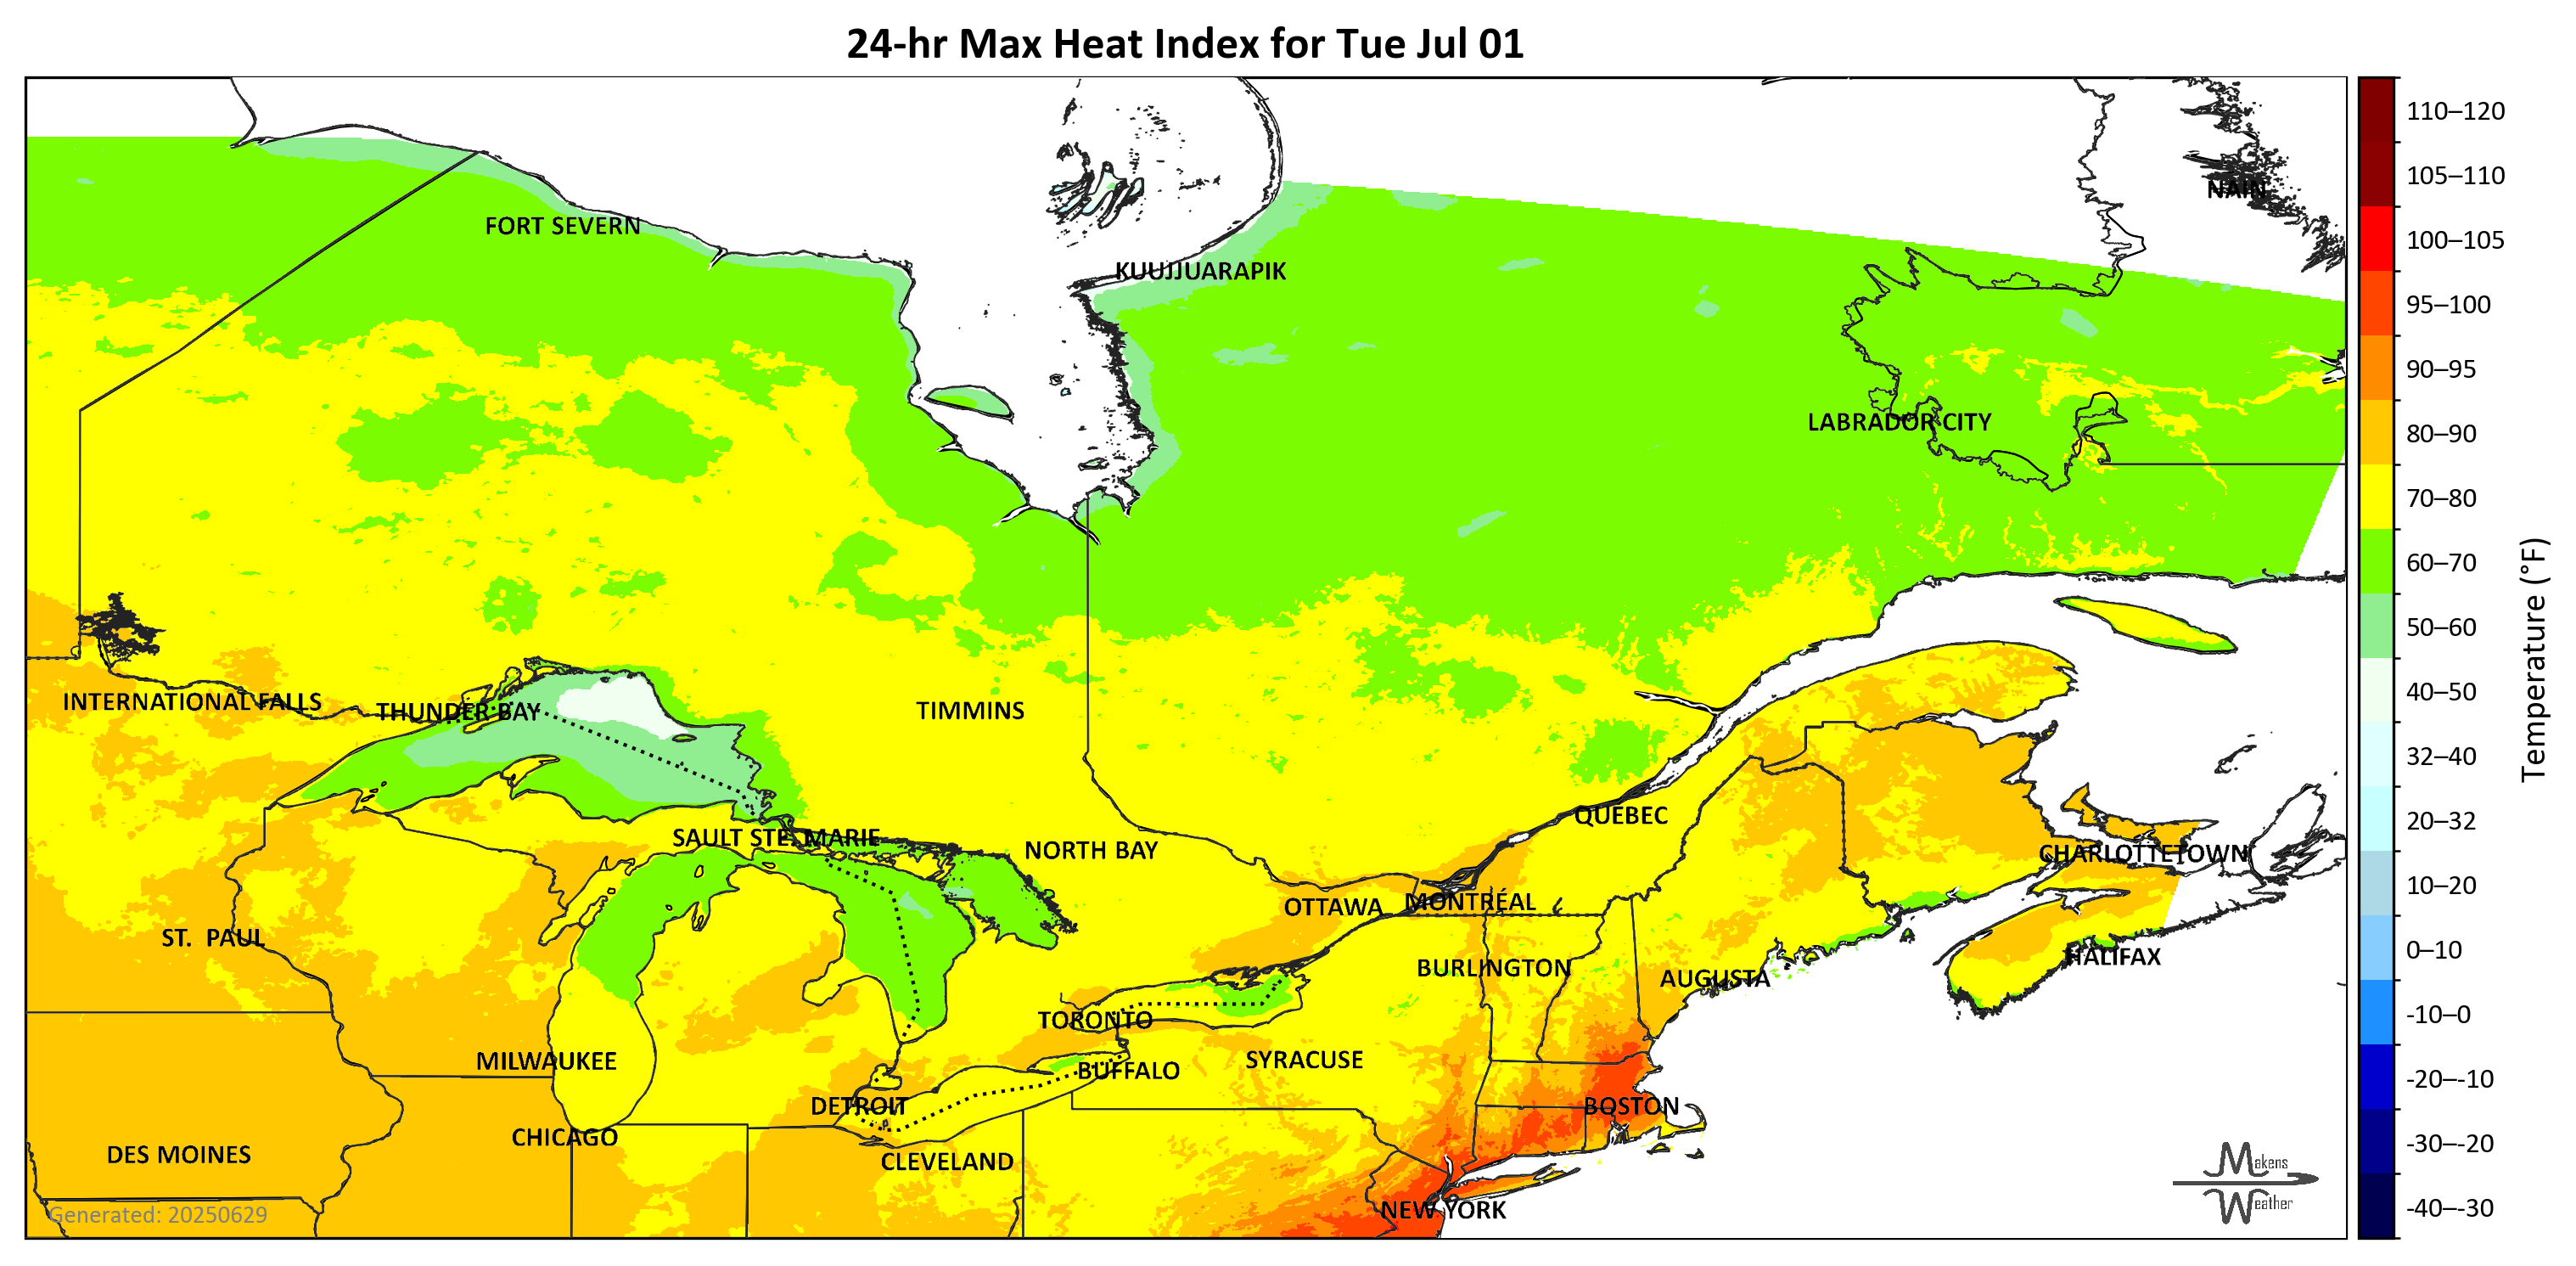 24-hr Max Heat Index for Tue Jul 01
110–120
105–110
NAIN
FORT SEVERN
100–105
KUUJJUARAPIK
95–100
90–95
LABRADOR CITY
80–90
70–80
60–70
50–60
Temperature (°F)
INTERNATIONAL FALLS
THUNDER BAY
TIMMINS
40–50
32–40
QUEBEC
20–32
SAULT STE. MARIE
NORTH BAY
CHARLOTTETOWN
10–20
OTTAWA
MONTRÉAL
ST. PAUL
HALIFAX
0–10
BURLINGTON
AUGUSTA
TORONTO
-10–0
MILWAUKEE
BUFFALO
SYRACUSE
-20–-10
DETROIT
BOSTON
CHICAGO
-30–-20
DES MOINES
CLEVELAND
Makens
Weather
NEW YORK
-40–-30
Generated: 20250629